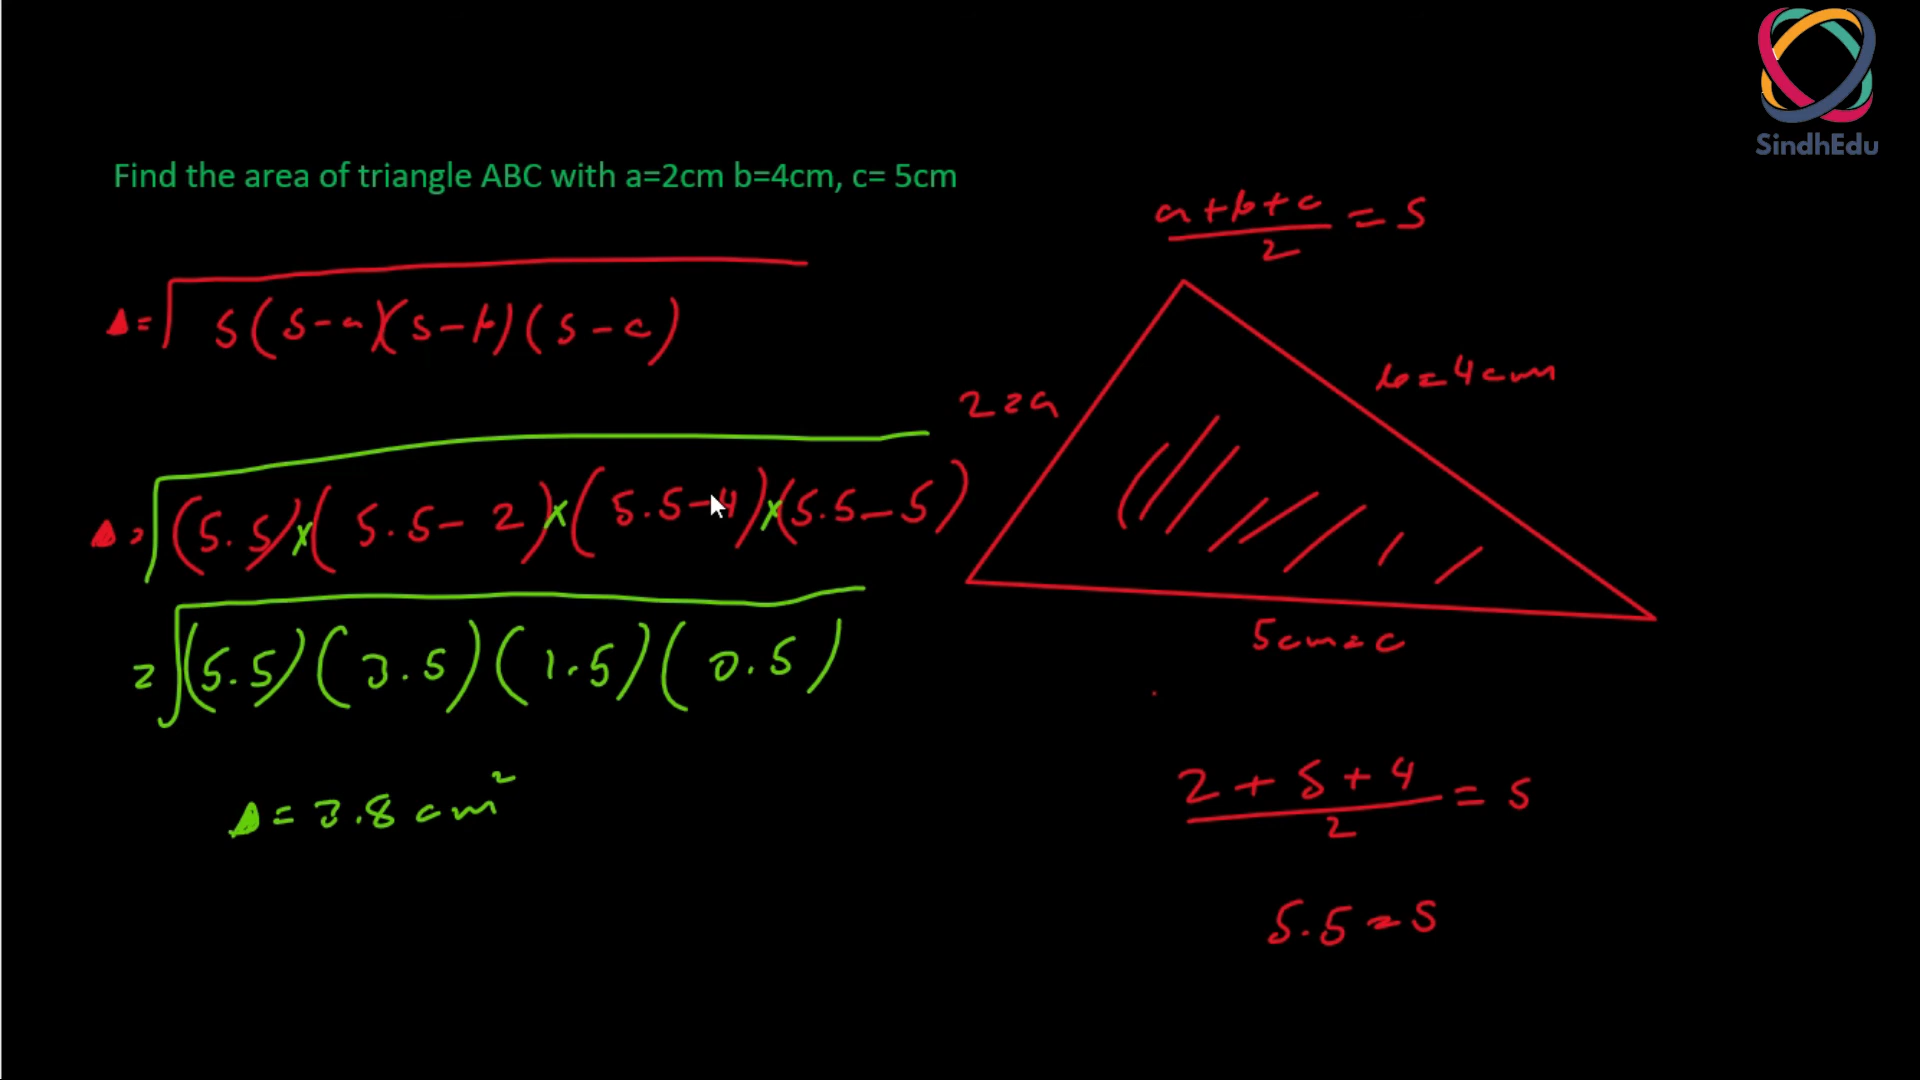 SindhEdu
Find the area of triangle ABC with a=2cm b=4cm, c= 5cm
a+b+c / 2 = S
Δ= √S(S-a)(S-b)(S-c)
2=a
b=4cm
Δ= √(5.5)x(5.5-2)x(5.5-4)x(5.5-5)
5cm=c
= √(5.5)(3.5)(1.5)(0.5)
2+5+4 / 2 = S
Δ= 3.8cm²
5.5=S